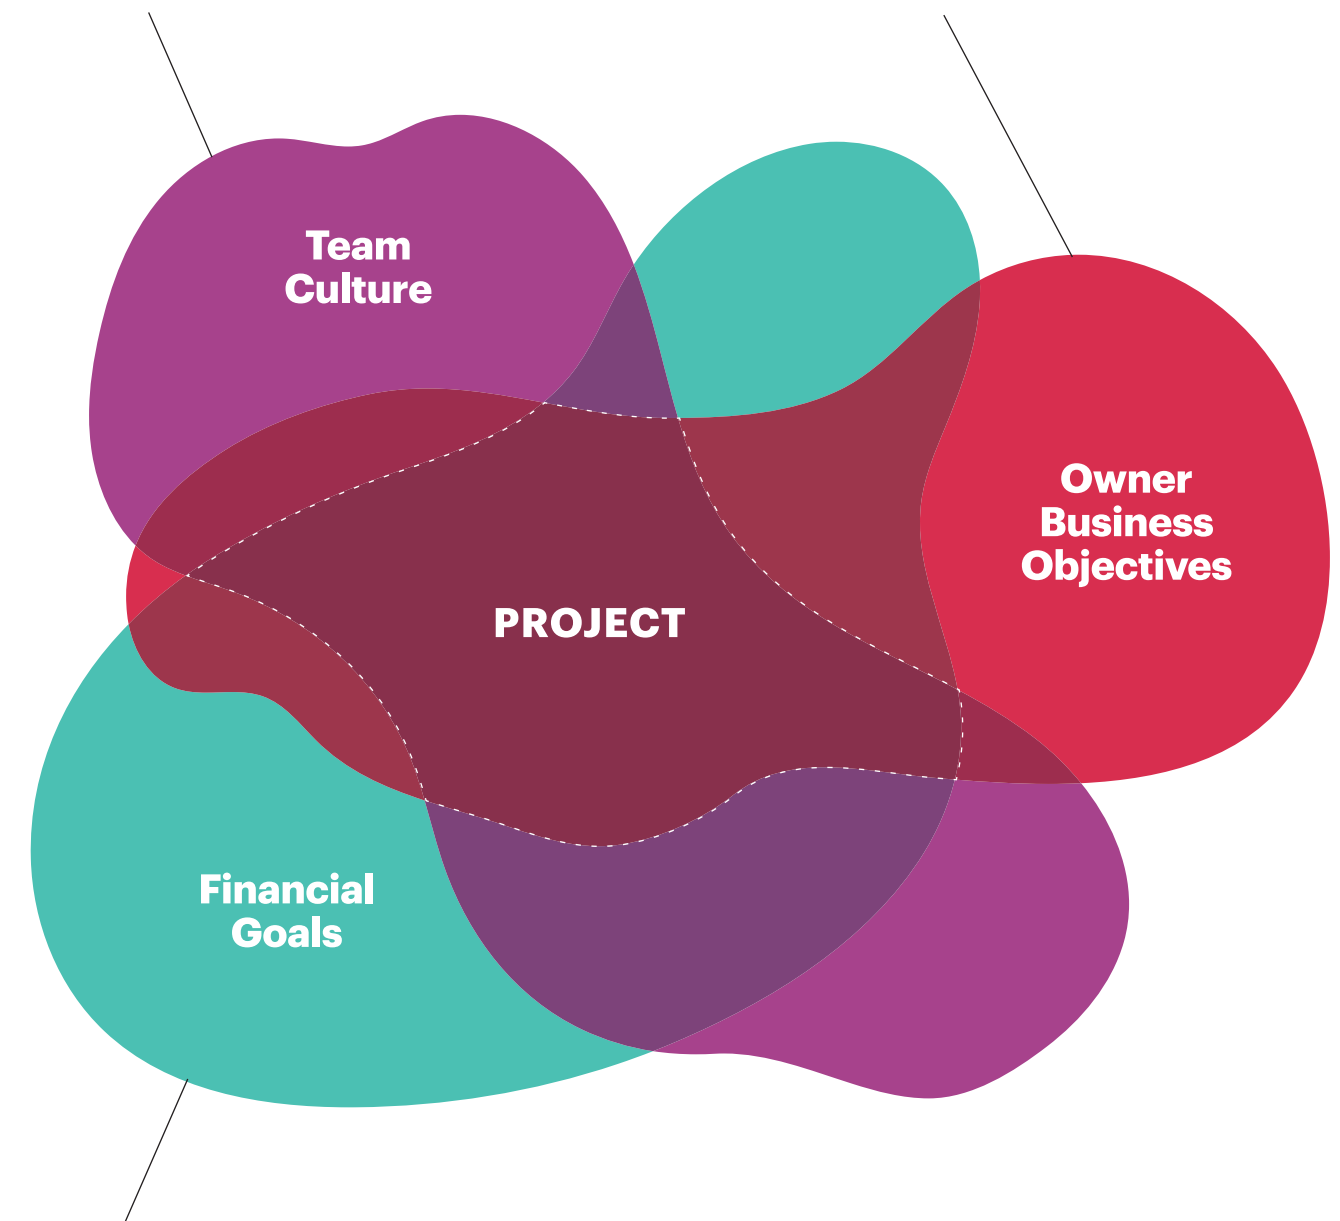 Team
Culture
Owner
Business
Objectives
PROJECT
Financial
Goals